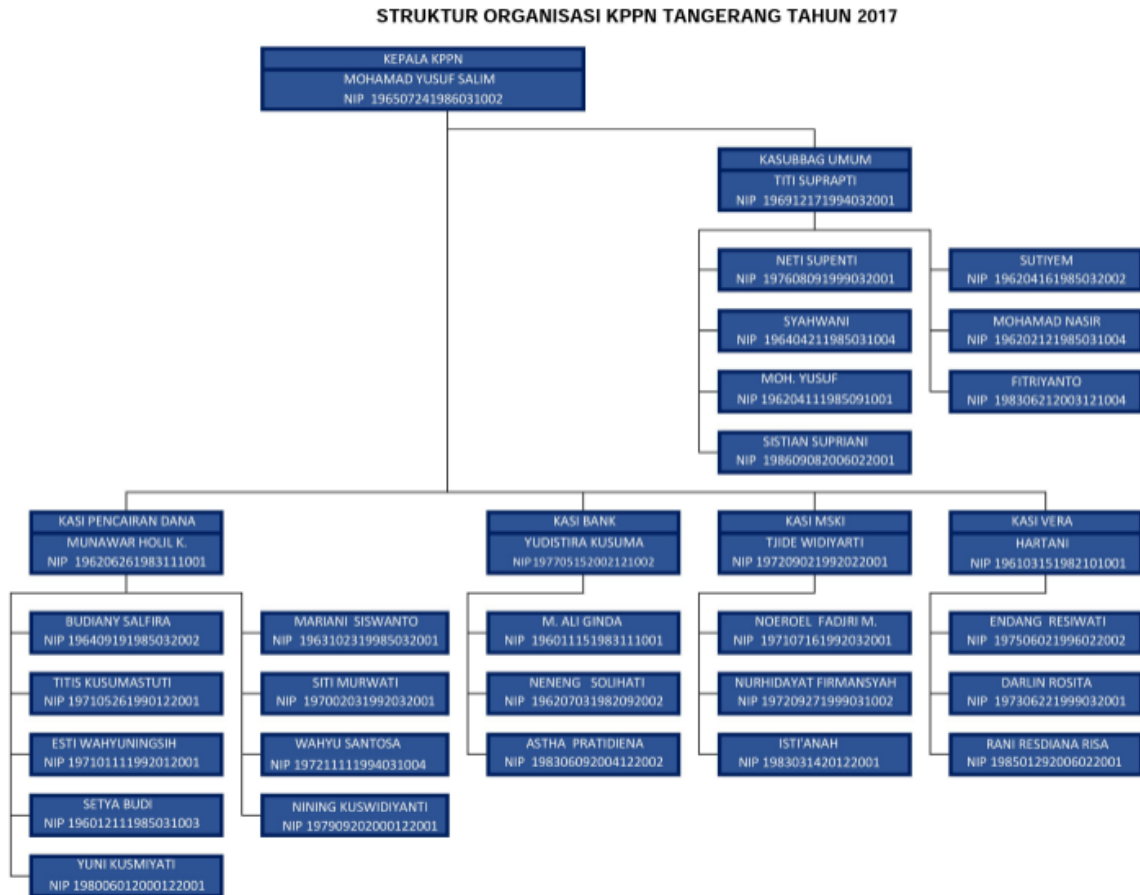 STRUKTUR ORGANISASI KPPN TANGERANG TAHUN 2017
KEPALA KPPN
MOHAMAD YUSUF SALIM
NIP 196507241986031002
KASUBBAG UMUM
TITI SUPRAPTI
NIP 196912171994032001
NETI SUPENTI
NIP 197608091999032001
SUTIYEM
NIP 196204161985032002
SYAHWANI
NIP 196404211985031004
MOHAMAD NASIR
NIP 196202121985031004
MOH. YUSUF
NIP 196204111985091001
FITRIYANTO
NIP 198306212003121004
SISTIAN SUPRIANI
NIP 198609082006022001
KASI PENCAIRAN DANA
MUNAWAR HOLIL K.
NIP 196206261983111001
BUDIANY SALFIRA
NIP 196409191985032002
MARIANI SISWANTO
NIP 1963102319985032001
TITIS KUSUMASTUTI
NIP 197105261990122001
SITI MURWATI
NIP 197002031992032001
ESTI WAHYUNINGSIH
NIP 197101111992012001
WAHYU SANTOSA
NIP 197211111994031004
SETYA BUDI
NIP 196012111985031003
NINING KUSWIDIYANTI
NIP 197909202000122001
YUNI KUSMIYATI
NIP 198006012000122001
KASI BANK
YUDISTIRA KUSUMA
NIP 197705152002121002
M. ALI GINDA
NIP 196011151983111001
NENENG SOLIHATI
NIP 196207031982092002
ASTHA PRATIDIENA
NIP 198306092004122002
KASI MSKI
TJIDE WIDIYARTI
NIP 197209021992022001
NOEROEL FADJRI M.
NIP 197107161992032001
NURHIDAYAT FIRMANSYAH
NIP 197209271999031002
ISTI'ANAH
NIP 1983031420122001
KASI VERA
HARTANI
NIP 196103151982101001
ENDANG RESIWATI
NIP 197506021996022002
DARLIN ROSITA
NIP 197306221999032001
RANI RESDIANA RISA
NIP 198501292006022001